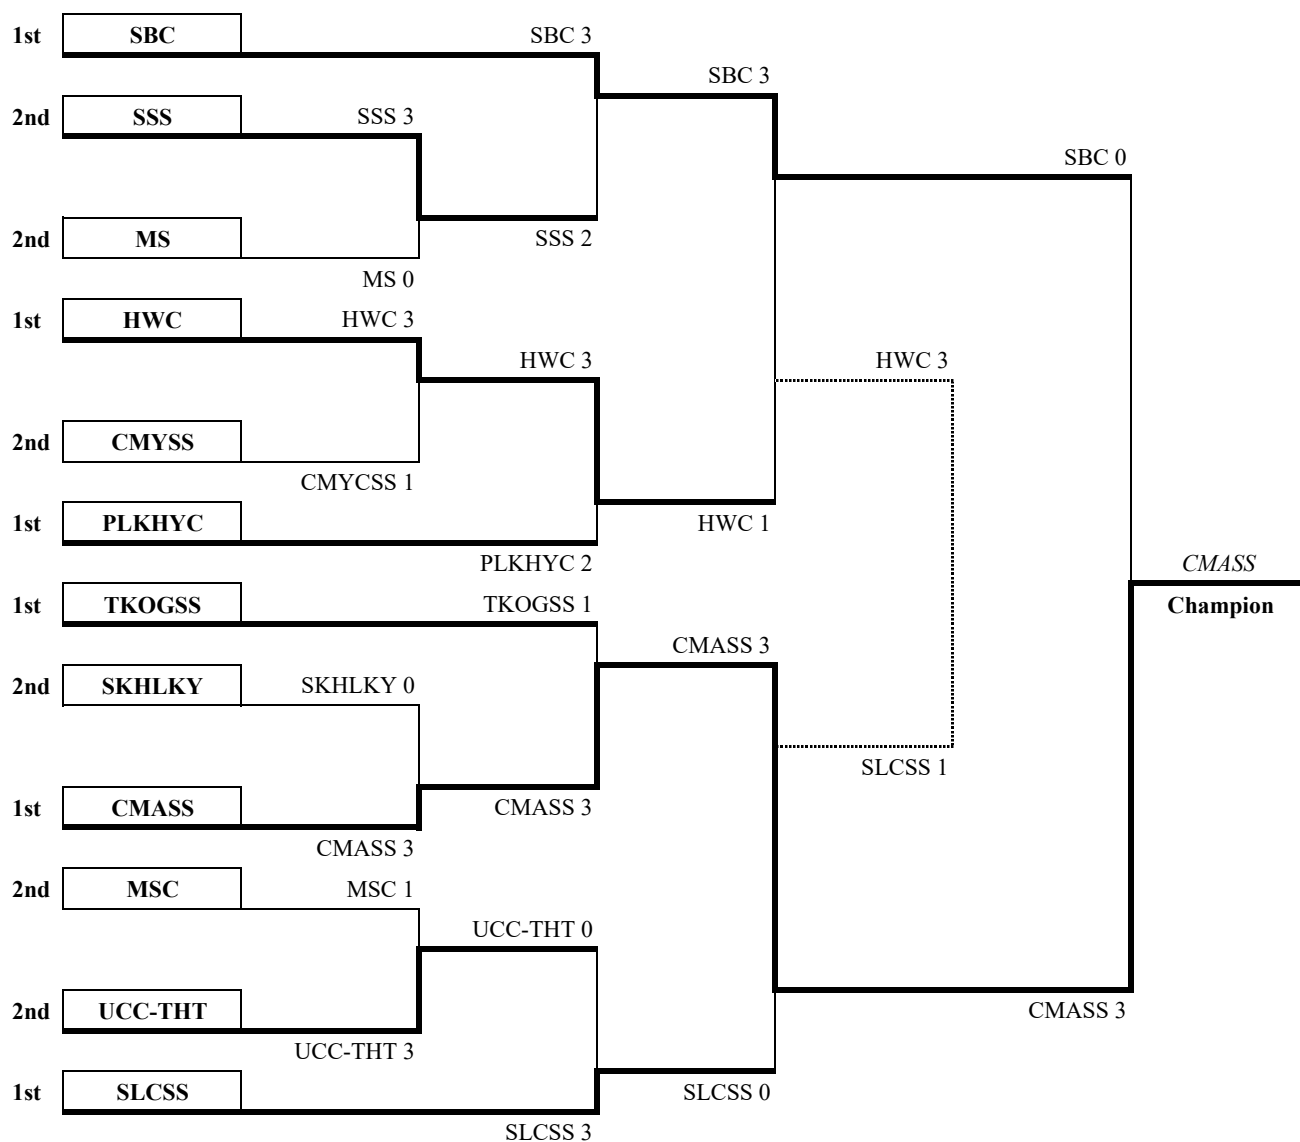 1st SBC SBC 3
SBC 3
2nd SSS SSS 3
SBC 0
2nd MS SSS 2
MS 0
1st HWC HWC 3
HWC 3 HWC 3
2nd CMYSS
CMYCSS 1
1st PLKHYC HWC 1
PLKHYC 2 CMASS
1st TKOGSS TKOGSS 1 Champion
CMASS 3
2nd SKHLKY SKHLKY 0
SLCSS 1
1st CMASS CMASS 3
CMASS 3
2nd MSC MSC 1
UCC-THT 0
2nd UCC-THT CMASS 3
UCC-THT 3
1st SLCSS SLCSS 0
SLCSS 3